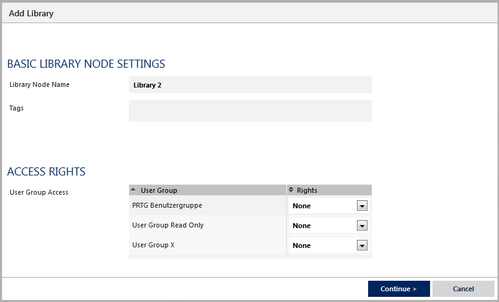 Add Library
BASIC LIBRARY NODE SETTINGS
Library Node Name
Library 2
Tags
ACCESS RIGHTS
User Group Access
User Group
Rights
PRTG Benutzergruppe
None
User Group Read Only
None
User Group X
None
Continue >
Cancel